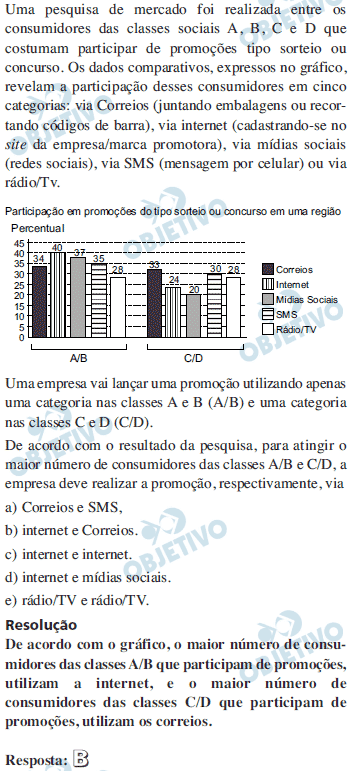 Uma pesquisa de mercado foi realizada entre os
consumidores das classes sociais A, B, C e D que
costumam participar de promoções tipo sorteio ou
concurso. Os dados comparativos, expressos no gráfico,
revelam a participação desses consumidores em cinco
categorias: via Correios (juntando embalagens ou recor-
tando códigos de barra), via internet (cadastrando-se no
site da empresa/marca promotora), via mídias sociais
(redes sociais), via SMS (mensagem por celular) ou via
rádio/Tv.
Participação em promoções do tipo sorteio ou concurso em uma região
Percentual
45
40
35
30
25
20
15
10
5
0
34
40
37
35
28
33
24
20
30
28
A/B
C/D
Correios
Internet
Mídias Sociais
SMS
Rádio/TV
Uma empresa vai lançar uma promoção utilizando apenas
uma categoria nas classes A e B (A/B) e uma categoria
nas classes C e D (C/D).
De acordo com o resultado da pesquisa, para atingir o
maior número de consumidores das classes A/B e C/D, a
empresa deve realizar a promoção, respectivamente, via
a) Correios e SMS,
b) internet e Correios.
c) internet e internet.
d) internet e mídias sociais.
e) rádio/TV e rádio/TV.
Resolução
De acordo com o gráfico, o maior número de consu-
midores das classes A/B que participam de promoções,
utilizam a internet, e o maior número de
consumidores das classes C/D que participam de
promoções, utilizam os correios.
Resposta: B
OBJETIVO
OBJETIVO
OBJETIVO
OBJETIVO
OBJETIVO
OBJETIVO
OBJETIVO
OBJETIVO